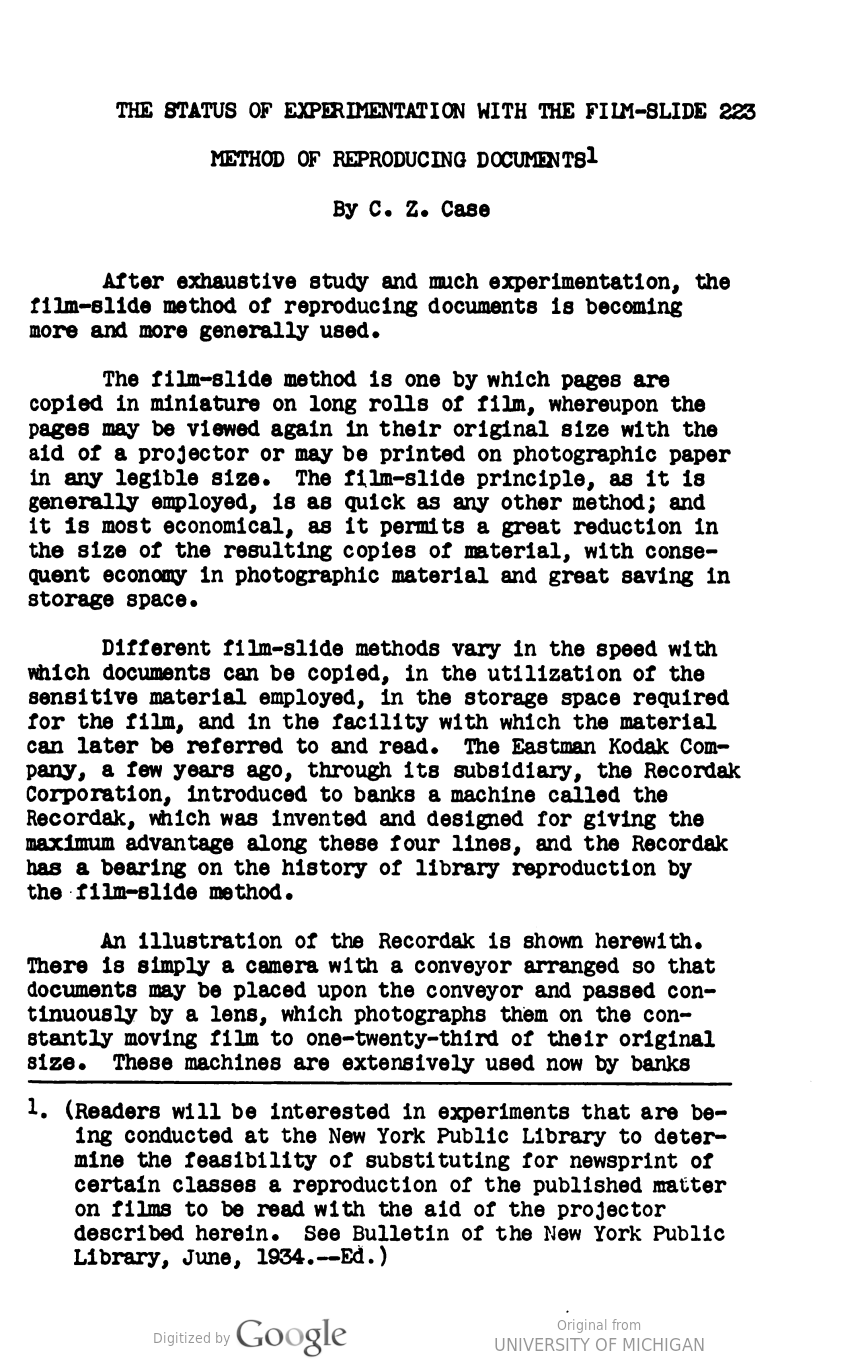 THE STATUS OF EXPERIMENTATION WITH THE FILM-SLIDE 223
METHOD OF REPRODUCING DOCUMENTS1
By C. Z. Case
After exhaustive study and much experimentation, the
film-slide method of reproducing documents is becoming
more and more generally used.
The film-slide method is one by which pages are
copied in miniature on long rolls of film, whereupon the
pages may be viewed again in their original size with the
aid of a projector or may be printed on photographic paper
in any legible size. The film-slide principle, as it is
generally employed, is as quick as any other method; and
it is most economical, as it permits a great reduction in
the size of the resulting copies of material, with conse-
quent economy in photographic material and great saving in
storage space.
Different film-slide methods vary in the speed with
which documents can be copied, in the utilization of the
sensitive material employed, in the storage space required
for the film, and in the facility with which the material
can later be referred to and read. The Eastman Kodak Com-
pany, a few years ago, through its subsidiary, the Recordak
Corporation, introduced to banks a machine called the
Recordak, which was invented and designed for giving the
maximum advantage along these four lines, and the Recordak
has a bearing on the history of library reproduction by
the film-slide method.
An illustration of the Recordak is shown herewith.
There is simply a camera with a conveyor arranged so that
documents may be placed upon the conveyor and passed con-
tinuously by a lens, which photographs them on the con-
stantly moving film to one-twenty-third of their original
size. These machines are extensively used now by banks
1. (Readers will be interested in experiments that are be-
ing conducted at the New York Public Library to deter-
mine the feasibility of substituting for newsprint of
certain classes a reproduction of the published matter
on films to be read with the aid of the projector
described herein. See Bulletin of the New York Public
Library, June, 1934.--Ed.)
Digitized by Google
Original from
UNIVERSITY OF MICHIGAN